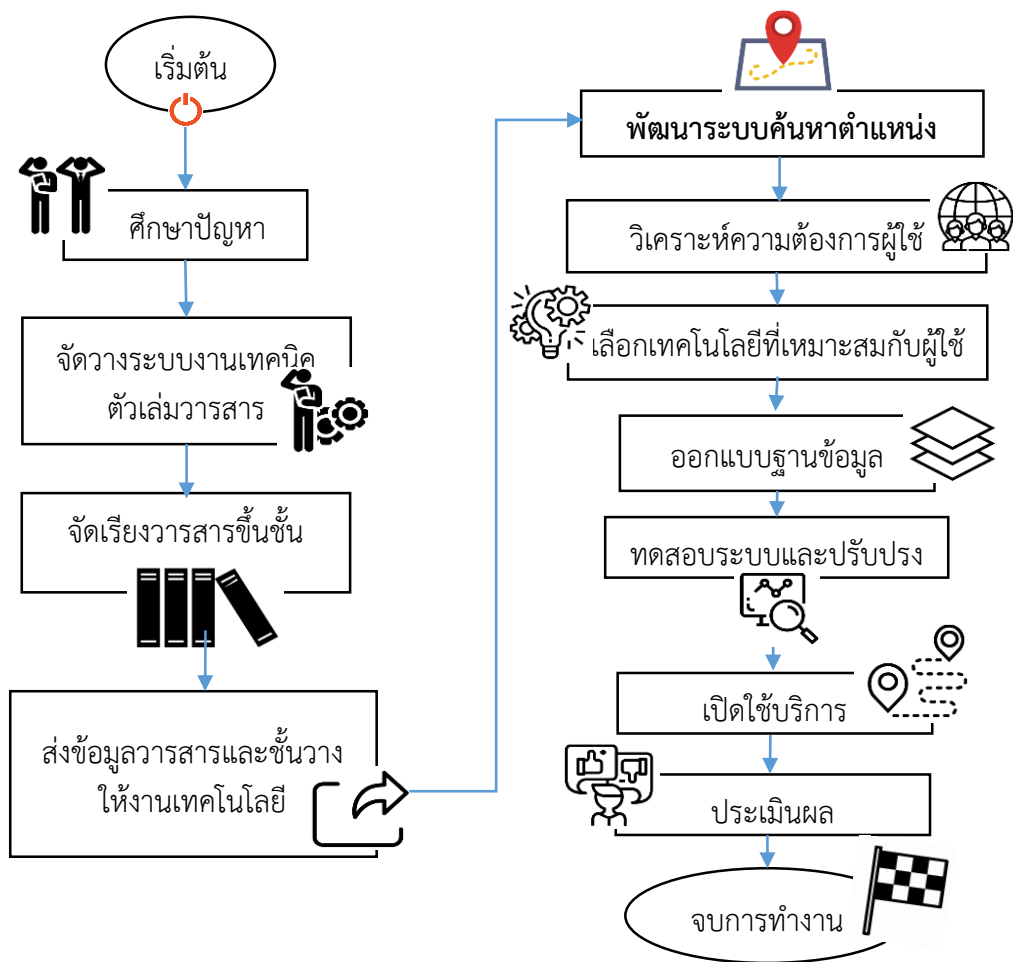 เริ่มต้น
ศึกษาปัญหา
จัดวางระบบงานเทคนิค
ตัวเล่มวารสาร
จัดเรียงวารสารขึ้นชั้น
ส่งข้อมูลวารสารและชั้นวาง
ให้งานเทคโนโลยี
พัฒนาระบบค้นหาตำแหน่ง
วิเคราะห์ความต้องการผู้ใช้
เลือกเทคโนโลยีที่เหมาะสมกับผู้ใช้
ออกแบบฐานข้อมูล
ทดสอบระบบและปรับปรง
เปิดใช้บริการ
ประเมินผล
จบการทำงาน